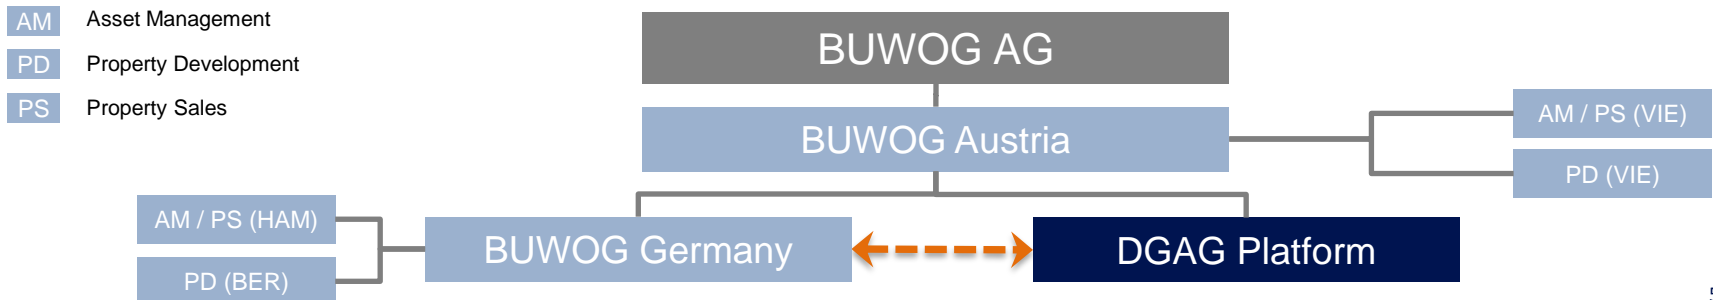 AM Asset Management
PD Property Development
PS Property Sales
BUWOG AG
BUWOG Austria
AM / PS (VIE)
PD (VIE)
AM / PS (HAM)
PD (BER)
BUWOG Germany
DGAG Platform